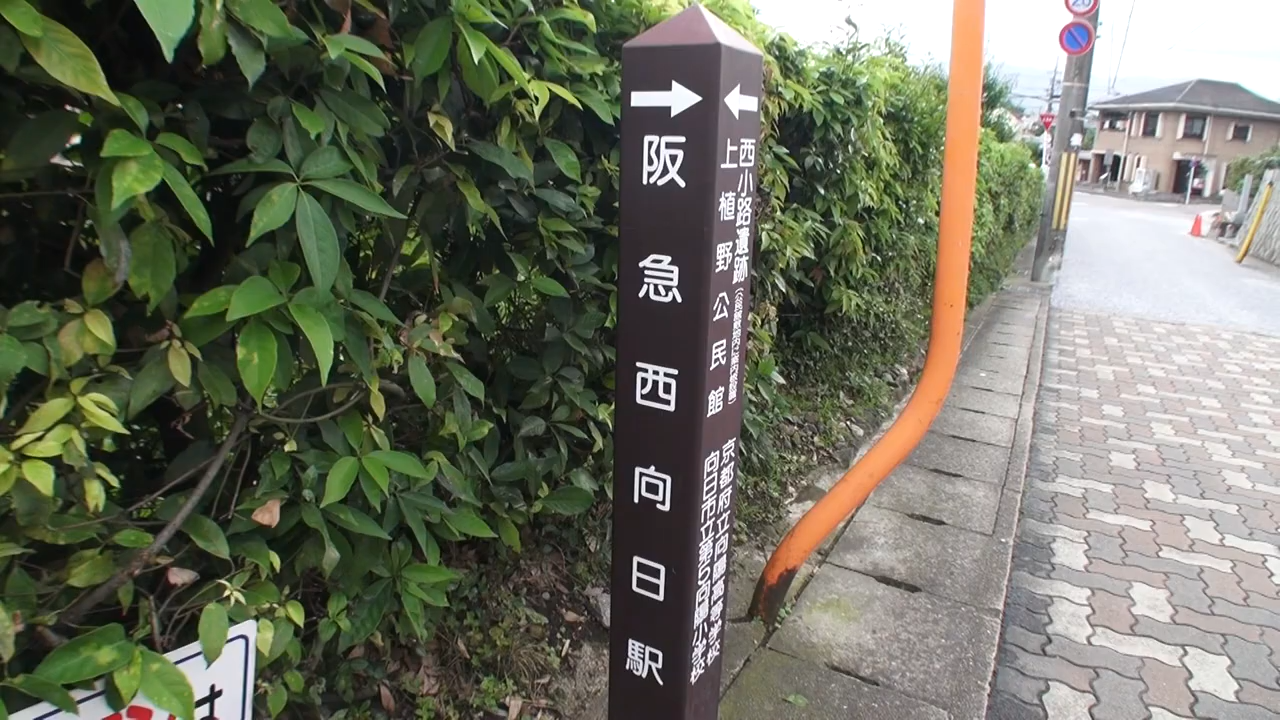 阪急西向日駅
西小路遺跡
上植野公民館
京都府立向陽高等学校
向日市立第5向陽小学校
20